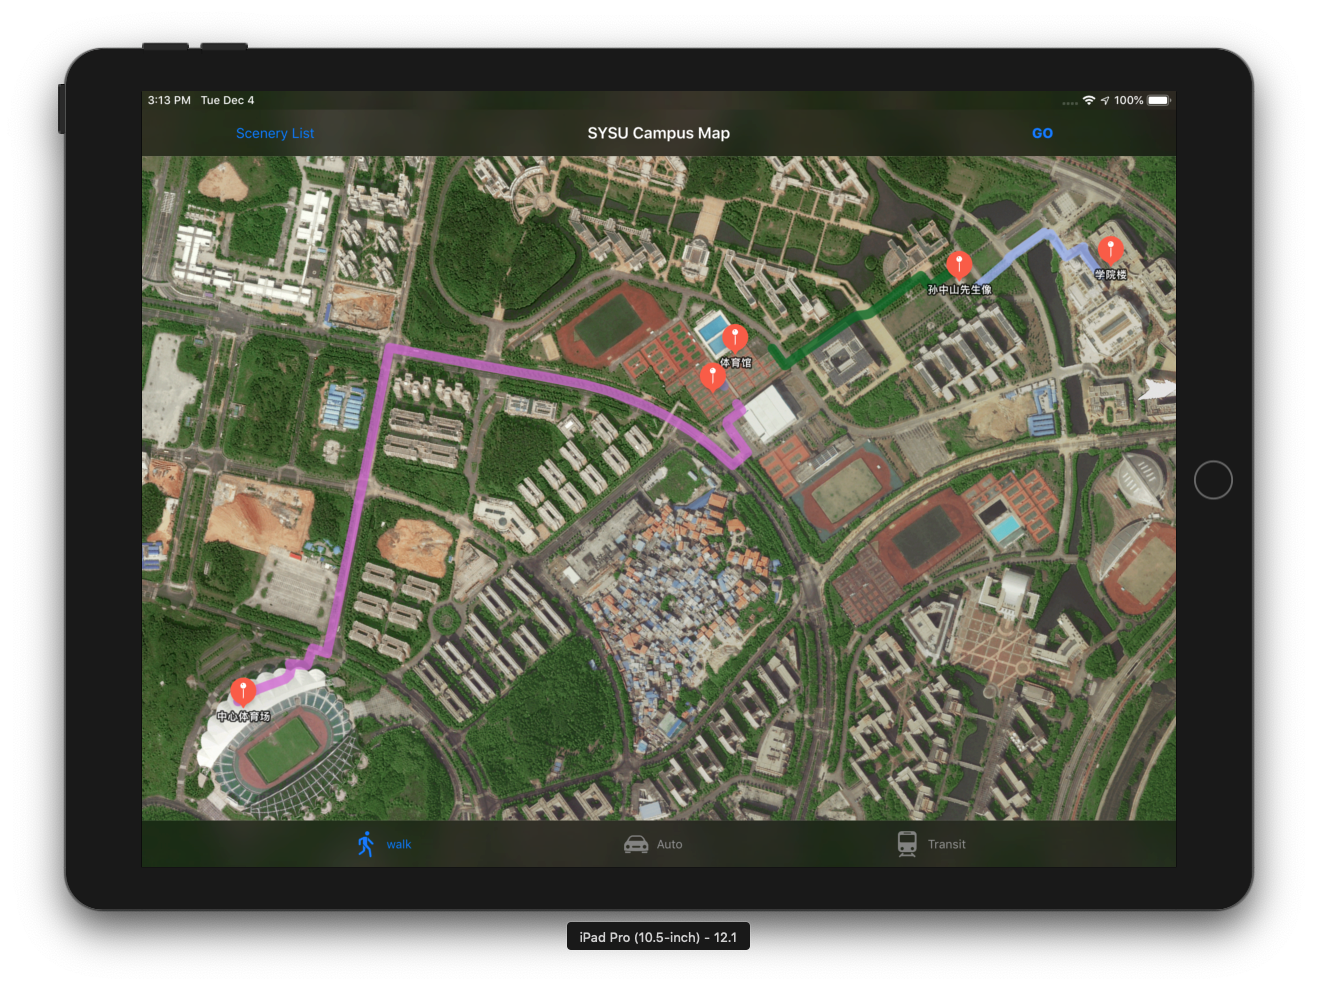 3:13 PM Tue Dec 4
100%
Scenery List
SYSU Campus Map
GO
学院楼
孙中山先生像
体育馆
中心体育场
walk
Auto
Transit
iPad Pro (10.5-inch) - 12.1